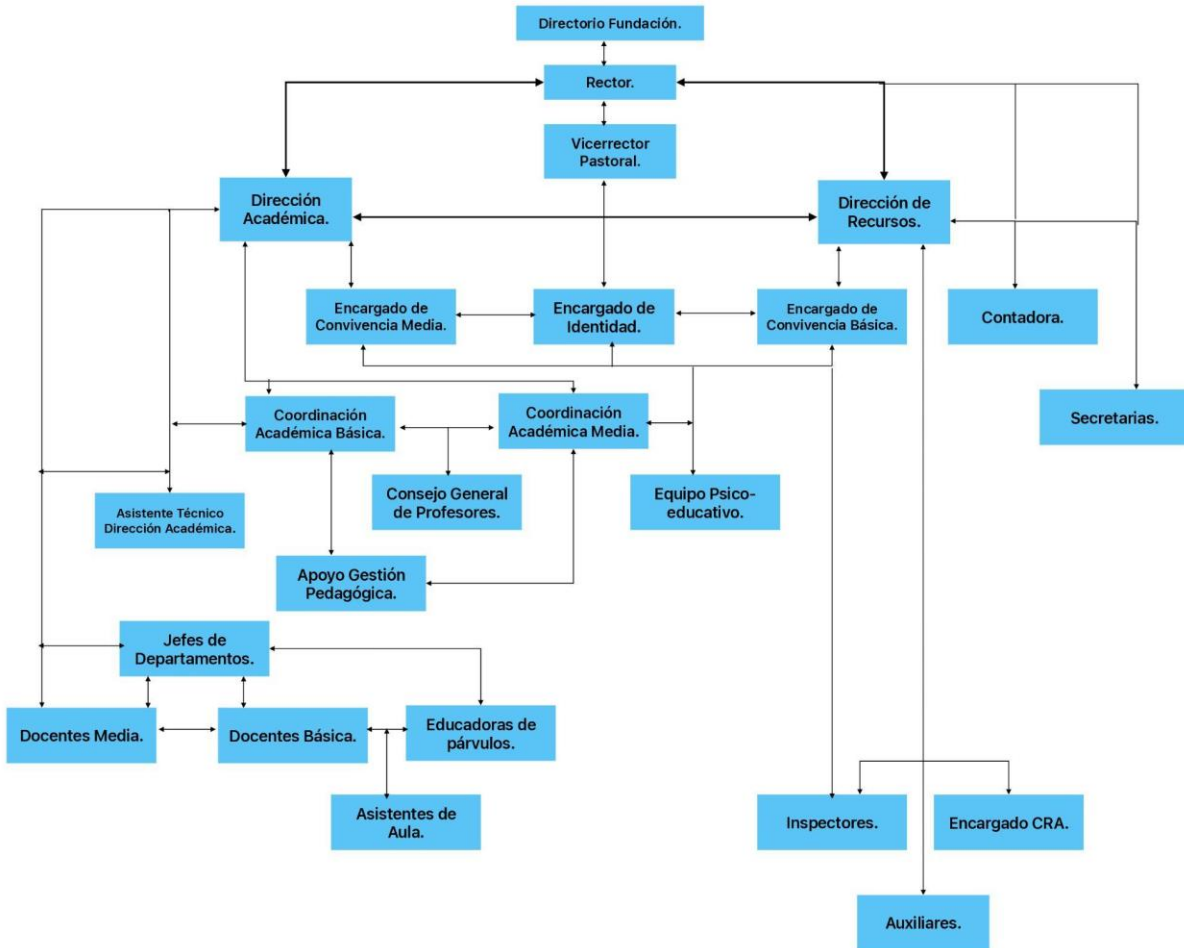 Directorio Fundación.
Rector.
Vicerrector
Pastoral.
Dirección
Académica.
Dirección de
Recursos.
Encargado de
Convivencia Media.
Encargado de
Identidad.
Encargado de
Convivencia Básica.
Contadora.
Secretarias.
Coordinación
Académica Básica.
Coordinación
Académica Media.
Asistente Técnico
Dirección Académica.
Consejo General
de Profesores.
Equipo Psico-
educativo.
Apoyo Gestión
Pedagógica.
Jefes de
Departamentos.
Docentes Media.
Docentes Básica.
Educadoras de
párvulos.
Asistentes de
Aula.
Inspectores.
Encargado CRA.
Auxiliares.